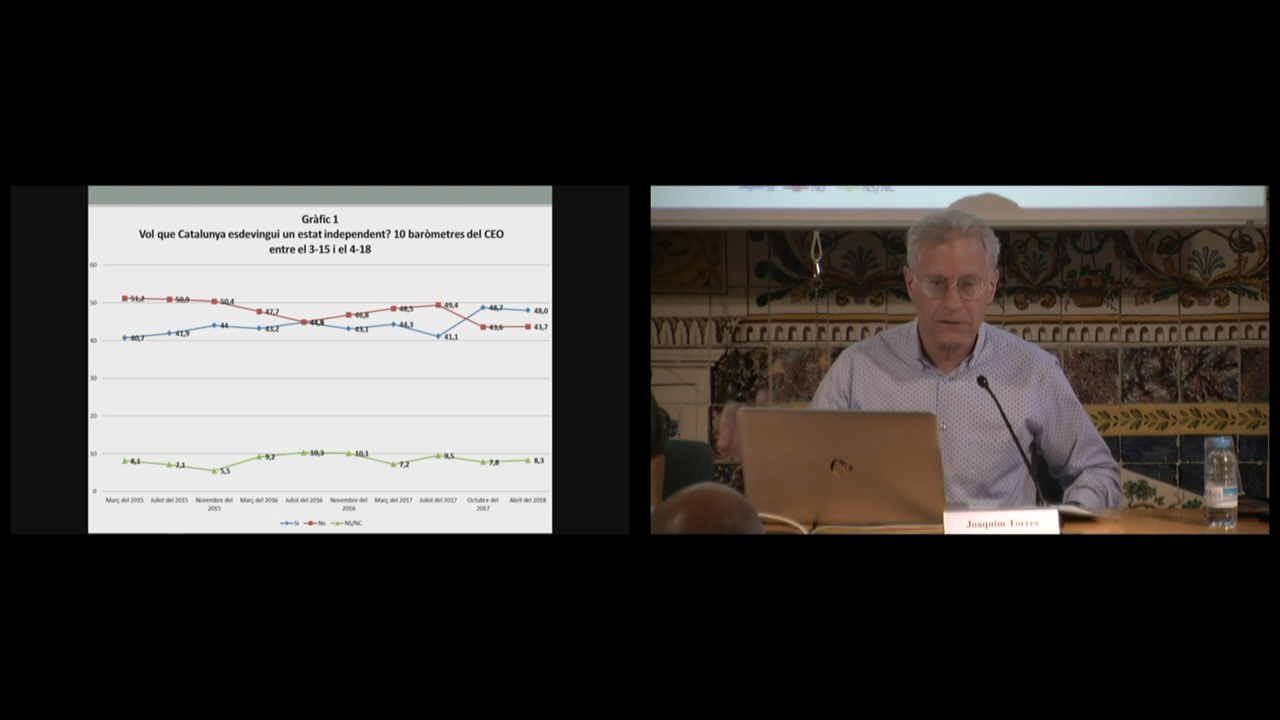 Gràfic 1
Vol que Catalunya esdevingui un estat independent? 10 baròmetres del CEO
entre el 3-15 i el 4-18
60
50
40
30
20
10
0
51,2 50,9 50,4 47,7 44,8 46,8 48,5 49,4 48,7 48,0
40,7 41,9 44 43,2 43,1 44,3 41,1 43,6 43,7
8,1 7,1 5,5 9,2 10,3 10,1 7,2 9,5 7,8 8,3
Març del 2015 Juliol del 2015 Novembre del 2015 Març del 2016 Juliol del 2016 Novembre del 2016 Març del 2017 Juliol del 2017 Octubre del 2017 Abril del 2018
Sí No NS/NC
Sí No NS/NC
Joaquim Torres